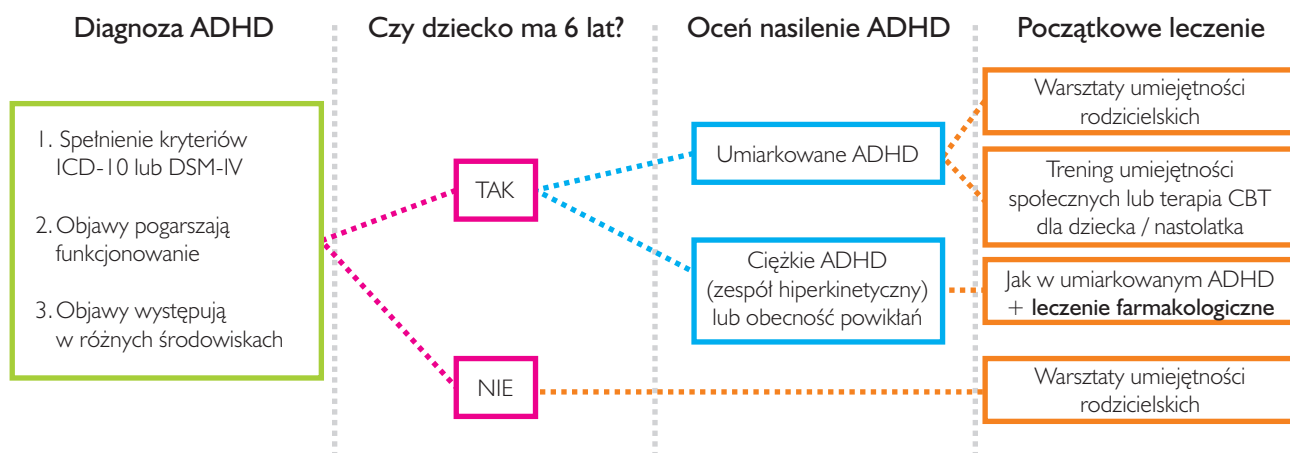 Diagnoza ADHD
Czy dziecko ma 6 lat?
Oceń nasilenie ADHD
Początkowe leczenie
1. Spełnienie kryteriów
ICD-10 lub DSM-IV
2. Objawy pogarszają
funkcjonowanie
3. Objawy występują
w różnych środowiskach
TAK
NIE
Umiarkowane ADHD
Ciężkie ADHD
(zespół hiperkinetyczny)
lub obecność powikłań
Warsztaty umiejętności
rodzicielskich
Trening umiejętności
społecznych lub terapia CBT
dla dziecka / nastolatka
Jak w umiarkowanym ADHD
+ leczenie farmakologiczne
Warsztaty umiejętności
rodzicielskich